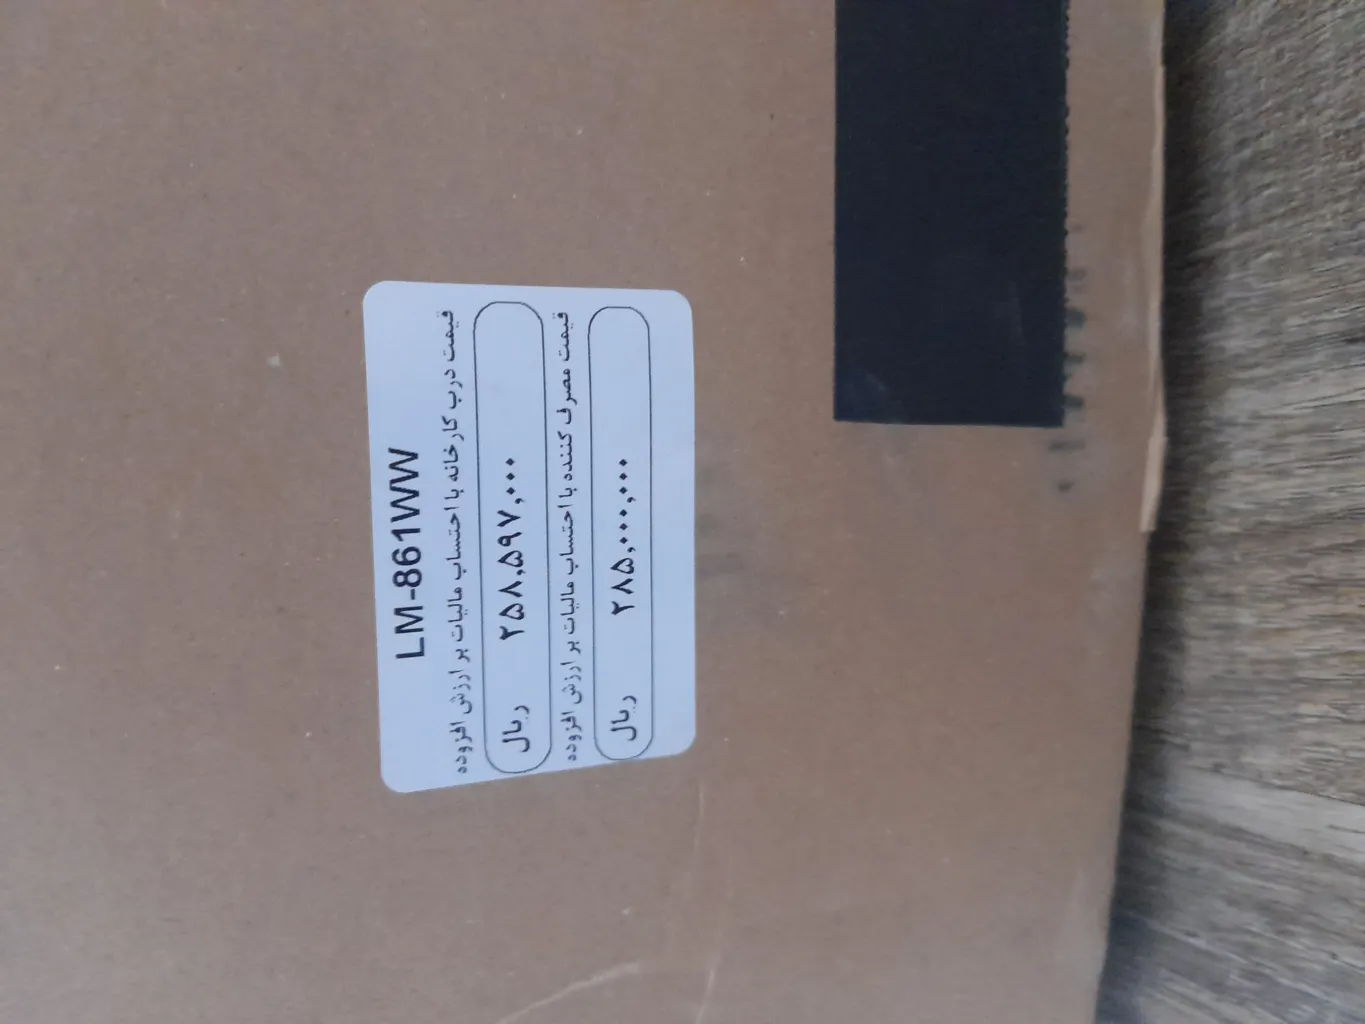 LM-861WW
قیمت درب کارخانه با احتساب مالیات بر ارزش افزوده
۲۵۸,۵۹۷,۰۰۰ ریال
قیمت مصرف کننده با احتساب مالیات بر ارزش افزوده
۲۸۵,۰۰۰,۰۰۰ ریال